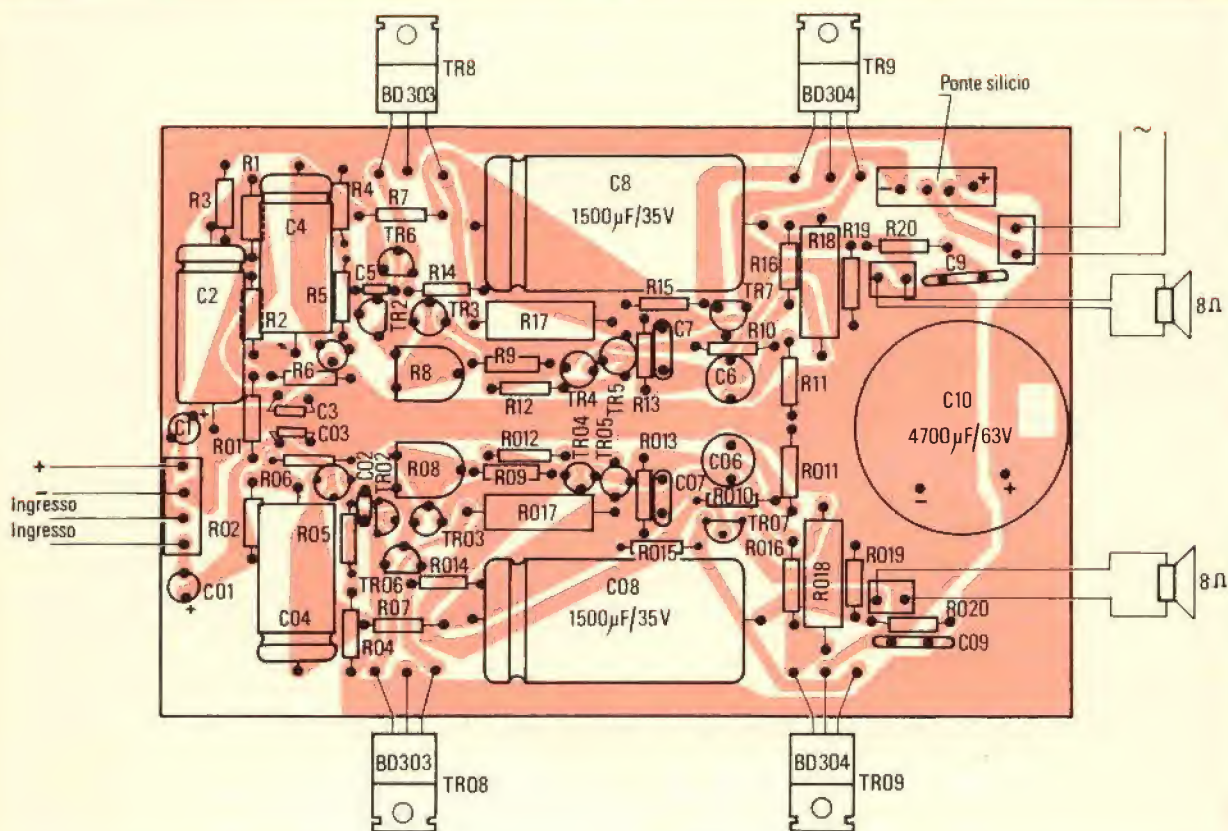 TR8
BD303
TR9
BD304
Ponte silicio
~
R3
R1
R4
R7
C4
TR6
C8
1500µF/35V
R16
R18
R19
R20
- +
C2
R2
R5
C5
TR2
R14
TR3
R17
R15
C7
TR7
R10
C9
8Ω
R6
R8
R9
R12
TR4
TR5
R13
C6
R11
C10
4700µF/63V
- +
C1
+
R01
C3
C03
+
-
ingresso
Ingresso
R02
R06
C02
TR02
R08
R012
R09
TR04
TR05
R013
C07
C06
R010
R011
R017
TR03
TR07
R05
C01
+
C04
TR06
R014
R07
R04
C08
1500µF/35V
R015
R016
R018
R019
R020
C09
8Ω
BD303
TR08
BD304
TR09